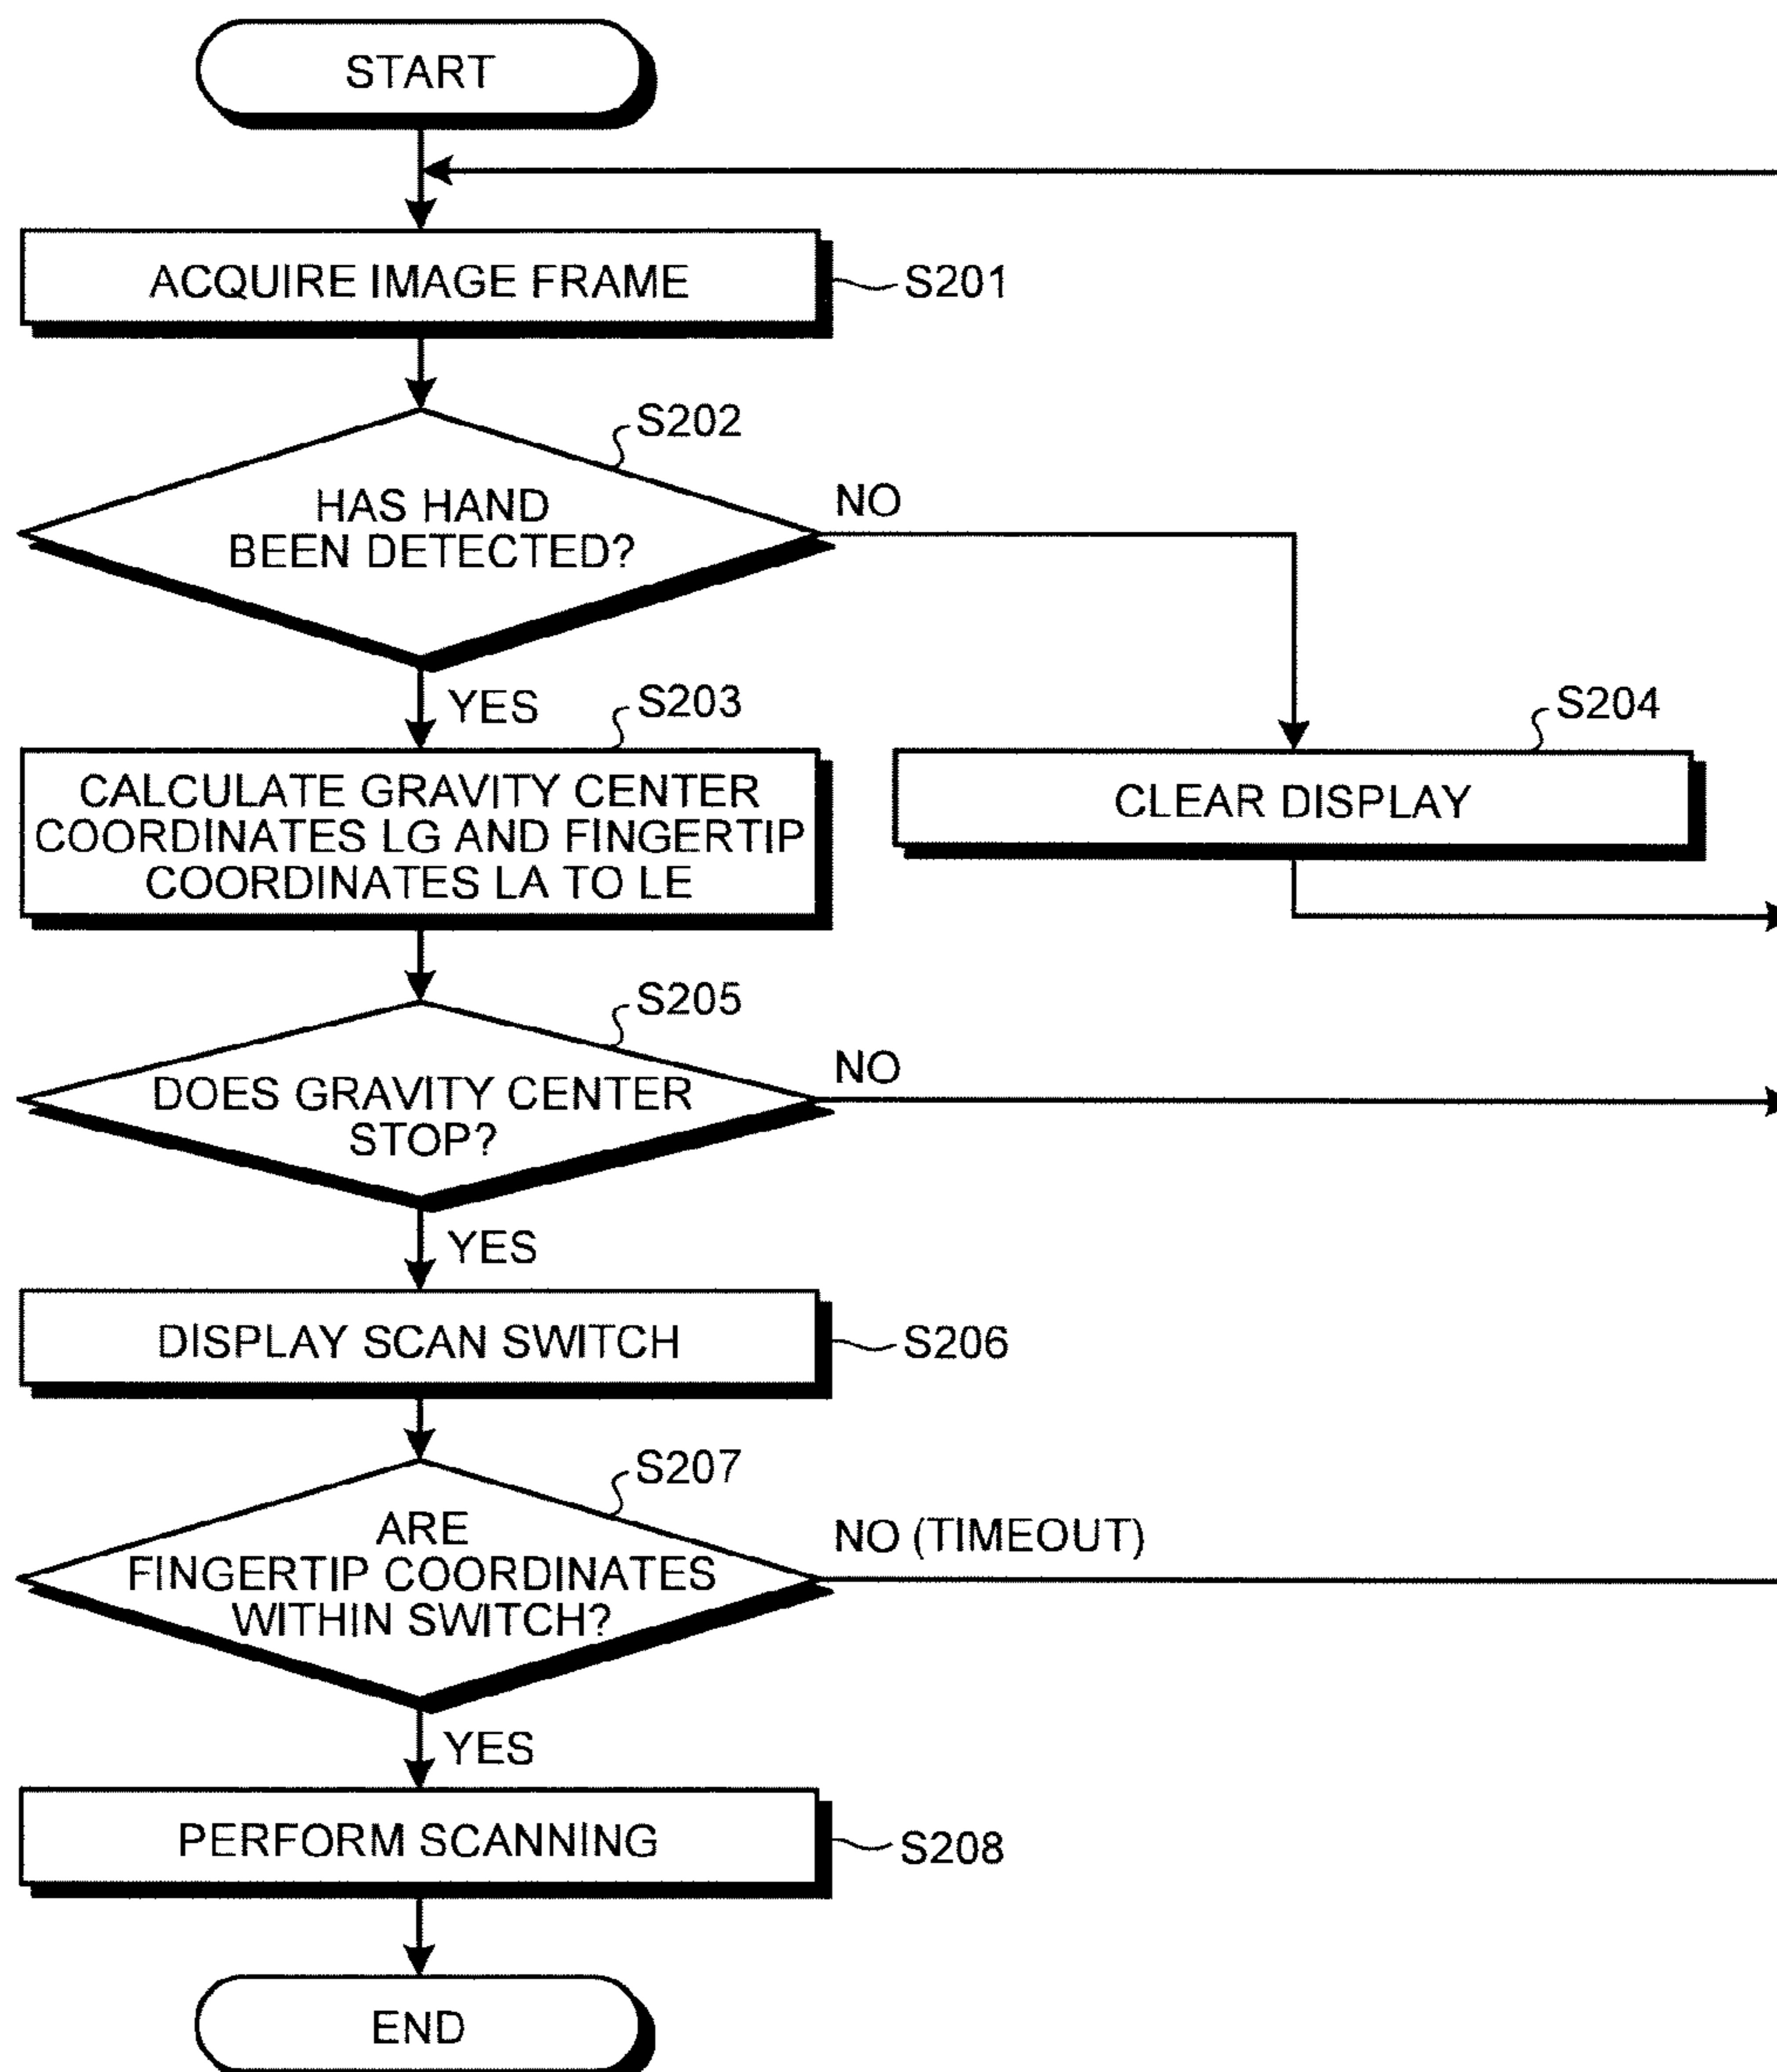 START
ACQUIRE IMAGE FRAME
S201
S202
HAS HAND
BEEN DETECTED?
NO
YES
S203
CALCULATE GRAVITY CENTER
COORDINATES LG AND FINGERTIP
COORDINATES LA TO LE
S204
CLEAR DISPLAY
S205
DOES GRAVITY CENTER
STOP?
NO
YES
DISPLAY SCAN SWITCH
S206
S207
ARE
FINGERTIP COORDINATES
WITHIN SWITCH?
NO (TIMEOUT)
YES
PERFORM SCANNING
S208
END